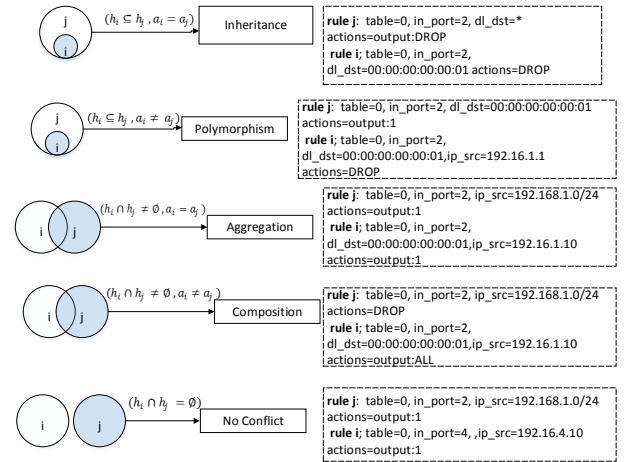 j
i
(h_i ⊆ h_j , a_i = a_j)
Inheritance
rule j: table=0, in_port=2, dl_dst=*
actions=output:DROP
rule i; table=0, in_port=2,
dl_dst=00:00:00:00:00:01 actions=DROP
j
i
(h_i ⊆ h_j , a_i ≠ a_j)
Polymorphism
rule j: table=0, in_port=2, dl_dst=00:00:00:00:00:01
actions=output:1
rule i; table=0, in_port=2,
dl_dst=00:00:00:00:00:01,ip_src=192.16.1.1
actions=DROP
i j
(h_i ∩ h_j ≠ ∅ , a_i = a_j)
Aggregation
rule j: table=0, in_port=2, ip_src=192.168.1.0/24
actions=output:1
rule i; table=0, in_port=2,
dl_dst=00:00:00:00:00:01,ip_src=192.16.1.10
actions=output:1
i j
(h_i ∩ h_j ≠ ∅ , a_i ≠ a_j)
Composition
rule j: table=0, in_port=2, ip_src=192.168.1.0/24
actions=DROP
rule i; table=0, in_port=2,
dl_dst=00:00:00:00:00:01,ip_src=192.16.1.10
actions=output:ALL
i j
(h_i ∩ h_j = ∅)
No Conflict
rule j: table=0, in_port=2, ip_src=192.168.1.0/24
actions=output:1
rule i; table=0, in_port=4, ,ip_src=192.16.4.10
actions=output:1